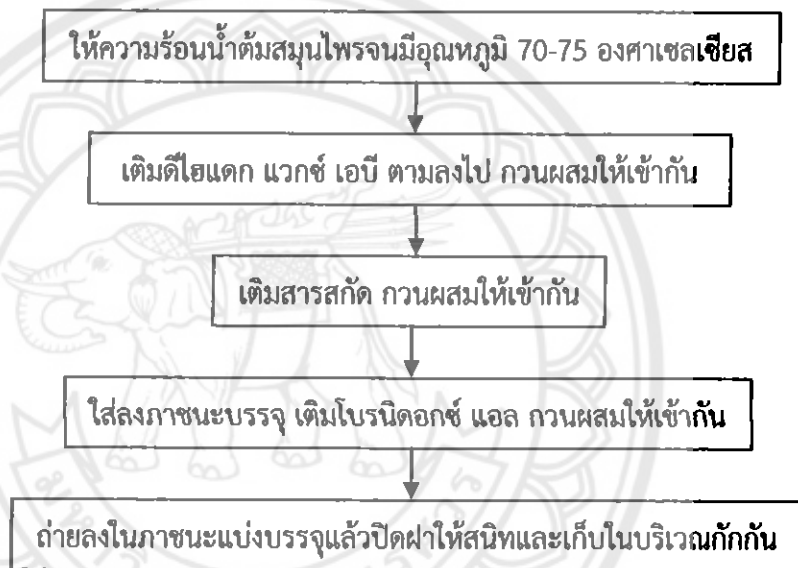 ให้ความร้อนน้ำต้มสมุนไพรจนมีอุณหภูมิ 70-75 องศาเซลเซียส
เติมดีไฮแดก แวกซ์ เอบี ตามลงไป กวนผสมให้เข้ากัน
เติมสารสกัด กวนผสมให้เข้ากัน
ใส่ลงภาชนะบรรจุ เติมโบรนิดอกซ์ แอล กวนผสมให้เข้ากัน
ถ่ายลงในภาชนะแบ่งบรรจุแล้วปิดฝาให้สนิทและเก็บในบริเวณกักกัน